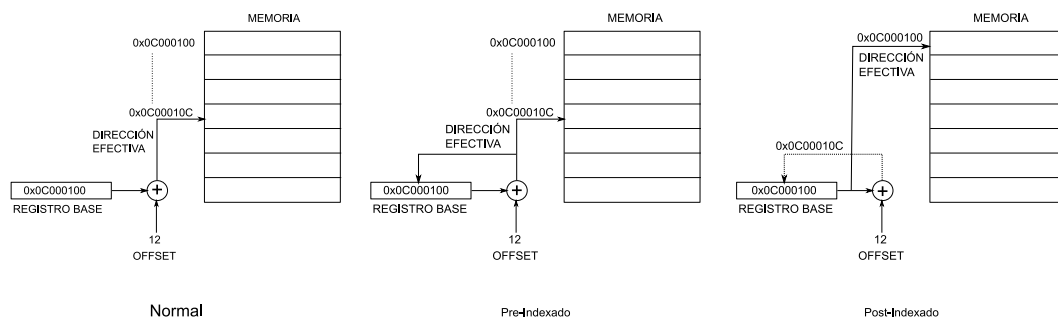 MEMORIA
0x0C000100
0x0C00010C
DIRECCIÓN
EFECTIVA
0x0C000100
REGISTRO BASE
12
OFFSET
Normal
MEMORIA
0x0C000100
0x0C00010C
DIRECCIÓN
EFECTIVA
0x0C000100
REGISTRO BASE
12
OFFSET
Pre-Indexado
MEMORIA
0x0C000100
DIRECCIÓN
EFECTIVA
0x0C00010C
0x0C000100
REGISTRO BASE
12
OFFSET
Post-Indexado